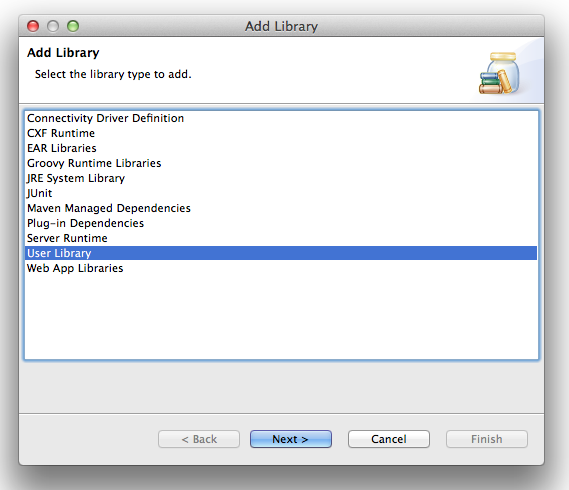 Add Library
Add Library
Select the library type to add.
Connectivity Driver Definition
CXF Runtime
EAR Libraries
Groovy Runtime Libraries
JRE System Library
JUnit
Maven Managed Dependencies
Plug-in Dependencies
Server Runtime
User Library
Web App Libraries
< Back Next > Cancel Finish